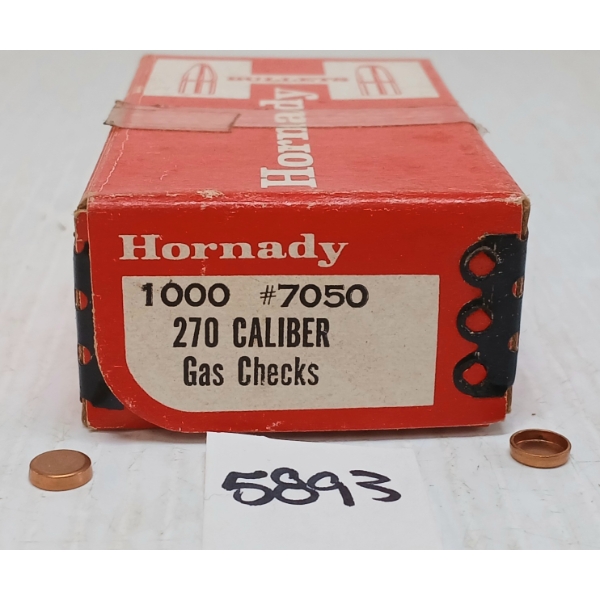 BULLETS
Hornady
Hornady
1000 #7050
270 CALIBER
Gas Checks
5893